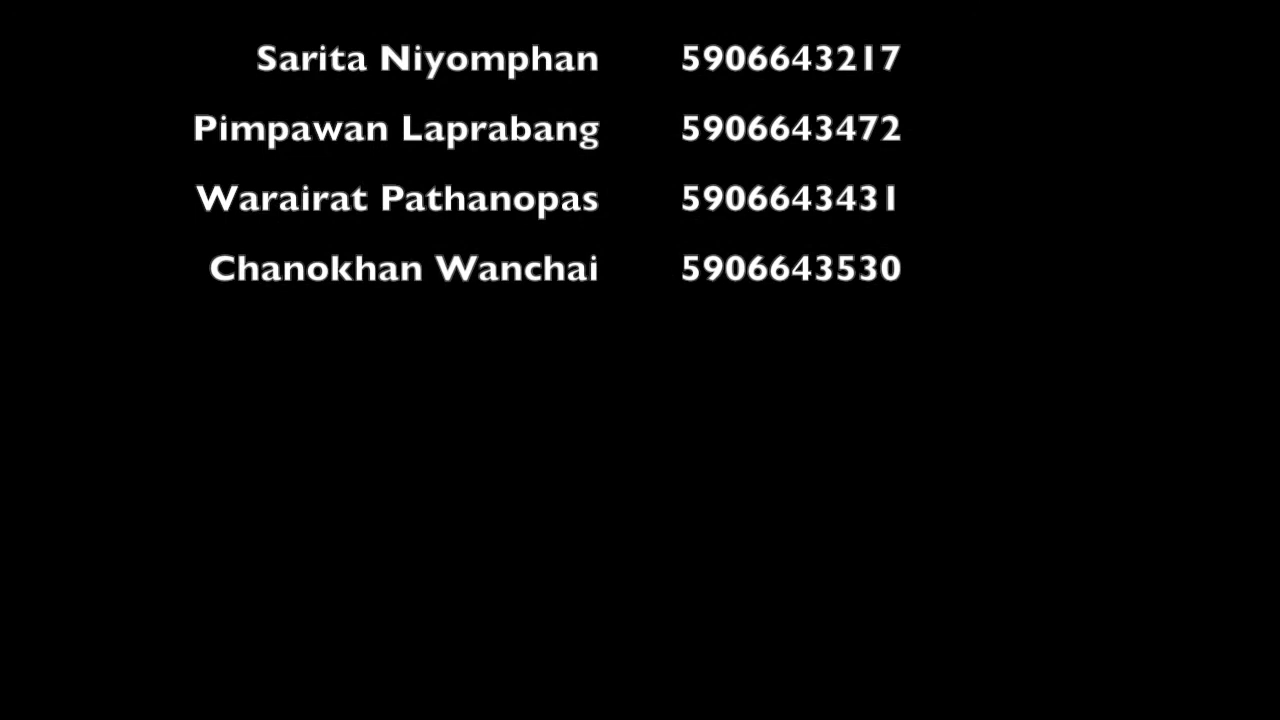 Sarita Niyomphan 5906643217
Pimpawan Laprabang 5906643472
Warairat Pathanopas 5906643431
Chanokhan Wanchai 5906643530